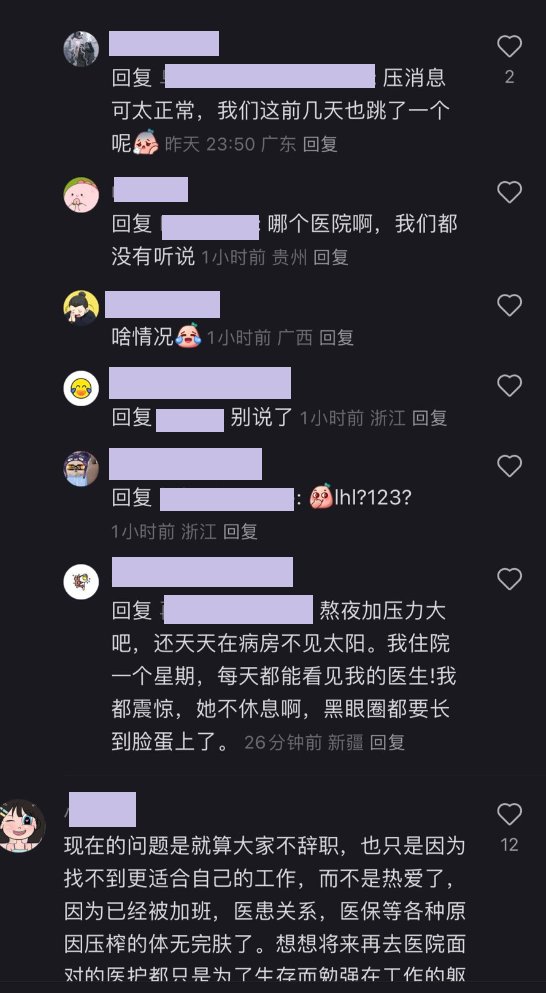 回复 : 压消息
2
可太正常，我们这前几天也跳了一个
呢 昨天 23:50 广东 回复
回复 : 哪个医院啊，我们都
没有听说 1小时前 贵州 回复
啥情况 1小时前 广西 回复
回复 别说了 1小时前 浙江 回复
回复 : lhl?123?
1小时前 浙江 回复
回复 熬夜加压力大
吧，还天天在病房不见太阳。我住院
一个星期，每天都能看见我的医生!我
都震惊，她不休息啊，黑眼圈都要长
到脸蛋上了。 26分钟前 新疆 回复
现在的问题是就算大家不辞职，也只是因为
12
找不到更适合自己的工作，而不是热爱了，
因为已经被加班，医患关系，医保等各种原
因压榨的体无完肤了。想想将来再去医院面
对的医护都只是为了生存而勉强在工作的躯